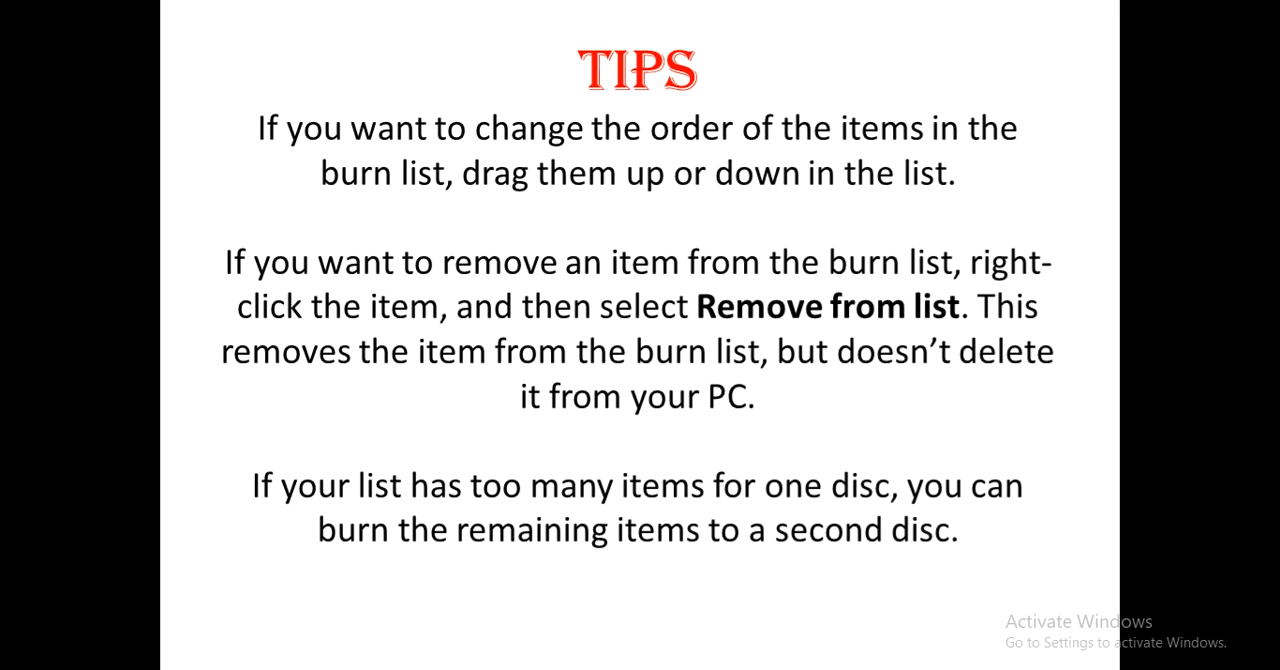 TIPS
If you want to change the order of the items in the
burn list, drag them up or down in the list.
If you want to remove an item from the burn list, right-
click the item, and then select Remove from list. This
removes the item from the burn list, but doesn’t delete
it from your PC.
If your list has too many items for one disc, you can
burn the remaining items to a second disc.
Activate Windows
Go to Settings to activate Windows.